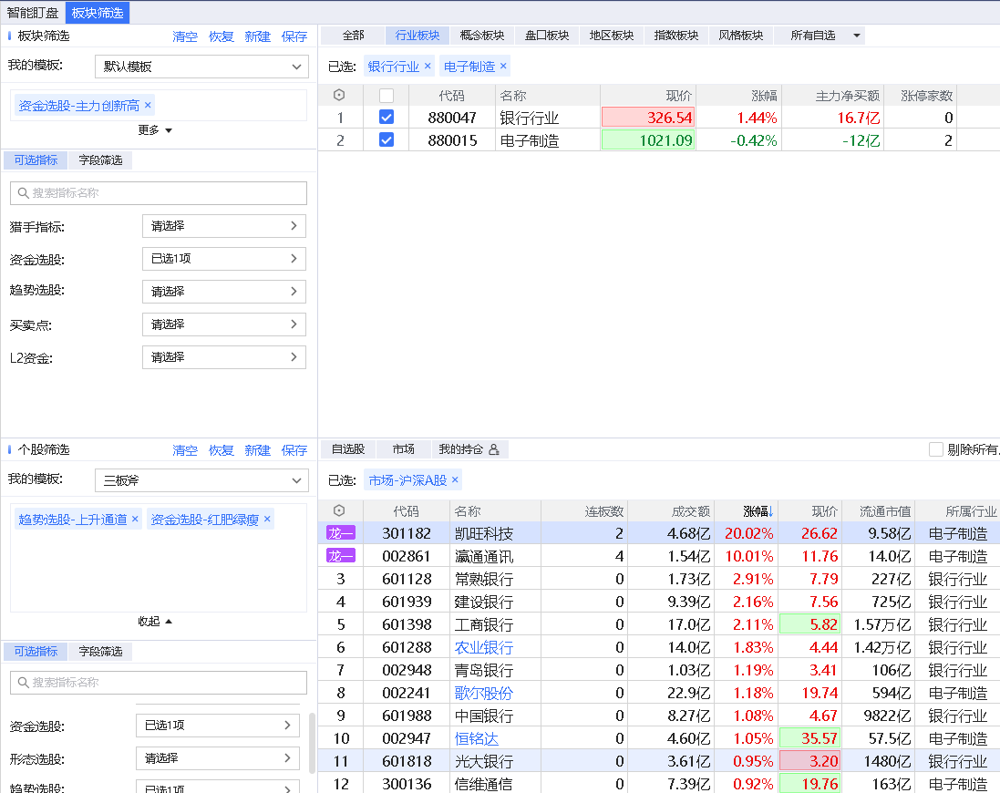 智能盯盘 板块筛选
板块筛选 清空 恢复 新建 保存
我的模板: 默认模板
资金选股-主力创新高 ×
更多
可选指标 字段筛选
搜索指标名称
猎手指标: 请选择
资金选股: 已选1项
趋势选股: 请选择
买卖点: 请选择
L2资金: 请选择
全部 行业板块 概念板块 盘口板块 地区板块 指数板块 风格板块 所有自选
已选: 银行行业 × 电子制造 ×
代码 名称 现价 涨幅 主力净买额 涨停家数
1 880047 银行行业 326.54 1.44% 16.7亿 0
2 880015 电子制造 1021.09 -0.42% -12亿 2
个股筛选 清空 恢复 新建 保存
我的模板: 三板斧
趋势选股-上升通道 × 资金选股-红肥绿瘦 ×
收起
可选指标 字段筛选
搜索指标名称
资金选股: 已选1项
形态选股: 请选择
趋势选股: 已选1项
自选股 市场 我的持仓 剔除所有
已选: 市场-沪深A股 ×
代码 名称 连板数 成交额 涨幅↓ 现价 流通市值 所属行业
龙一 301182 凯旺科技 2 4.68亿 20.02% 26.62 9.58亿 电子制造
龙一 002861 瀛通通讯 4 1.54亿 10.01% 11.76 14.0亿 电子制造
3 601128 常熟银行 0 1.73亿 2.91% 7.79 227亿 银行行业
4 601939 建设银行 0 9.39亿 2.16% 7.56 725亿 银行行业
5 601398 工商银行 0 17.0亿 2.11% 5.82 1.57万亿 银行行业
6 601288 农业银行 0 14.0亿 1.83% 4.44 1.42万亿 银行行业
7 002948 青岛银行 0 1.03亿 1.19% 3.41 106亿 银行行业
8 002241 歌尔股份 0 22.9亿 1.18% 19.74 594亿 电子制造
9 601988 中国银行 0 8.27亿 1.08% 4.67 9822亿 银行行业
10 002947 恒铭达 0 4.60亿 1.05% 35.57 57.5亿 电子制造
11 601818 光大银行 0 3.61亿 0.95% 3.20 1480亿 银行行业
12 300136 信维通信 0 7.39亿 0.92% 19.76 163亿 电子制造